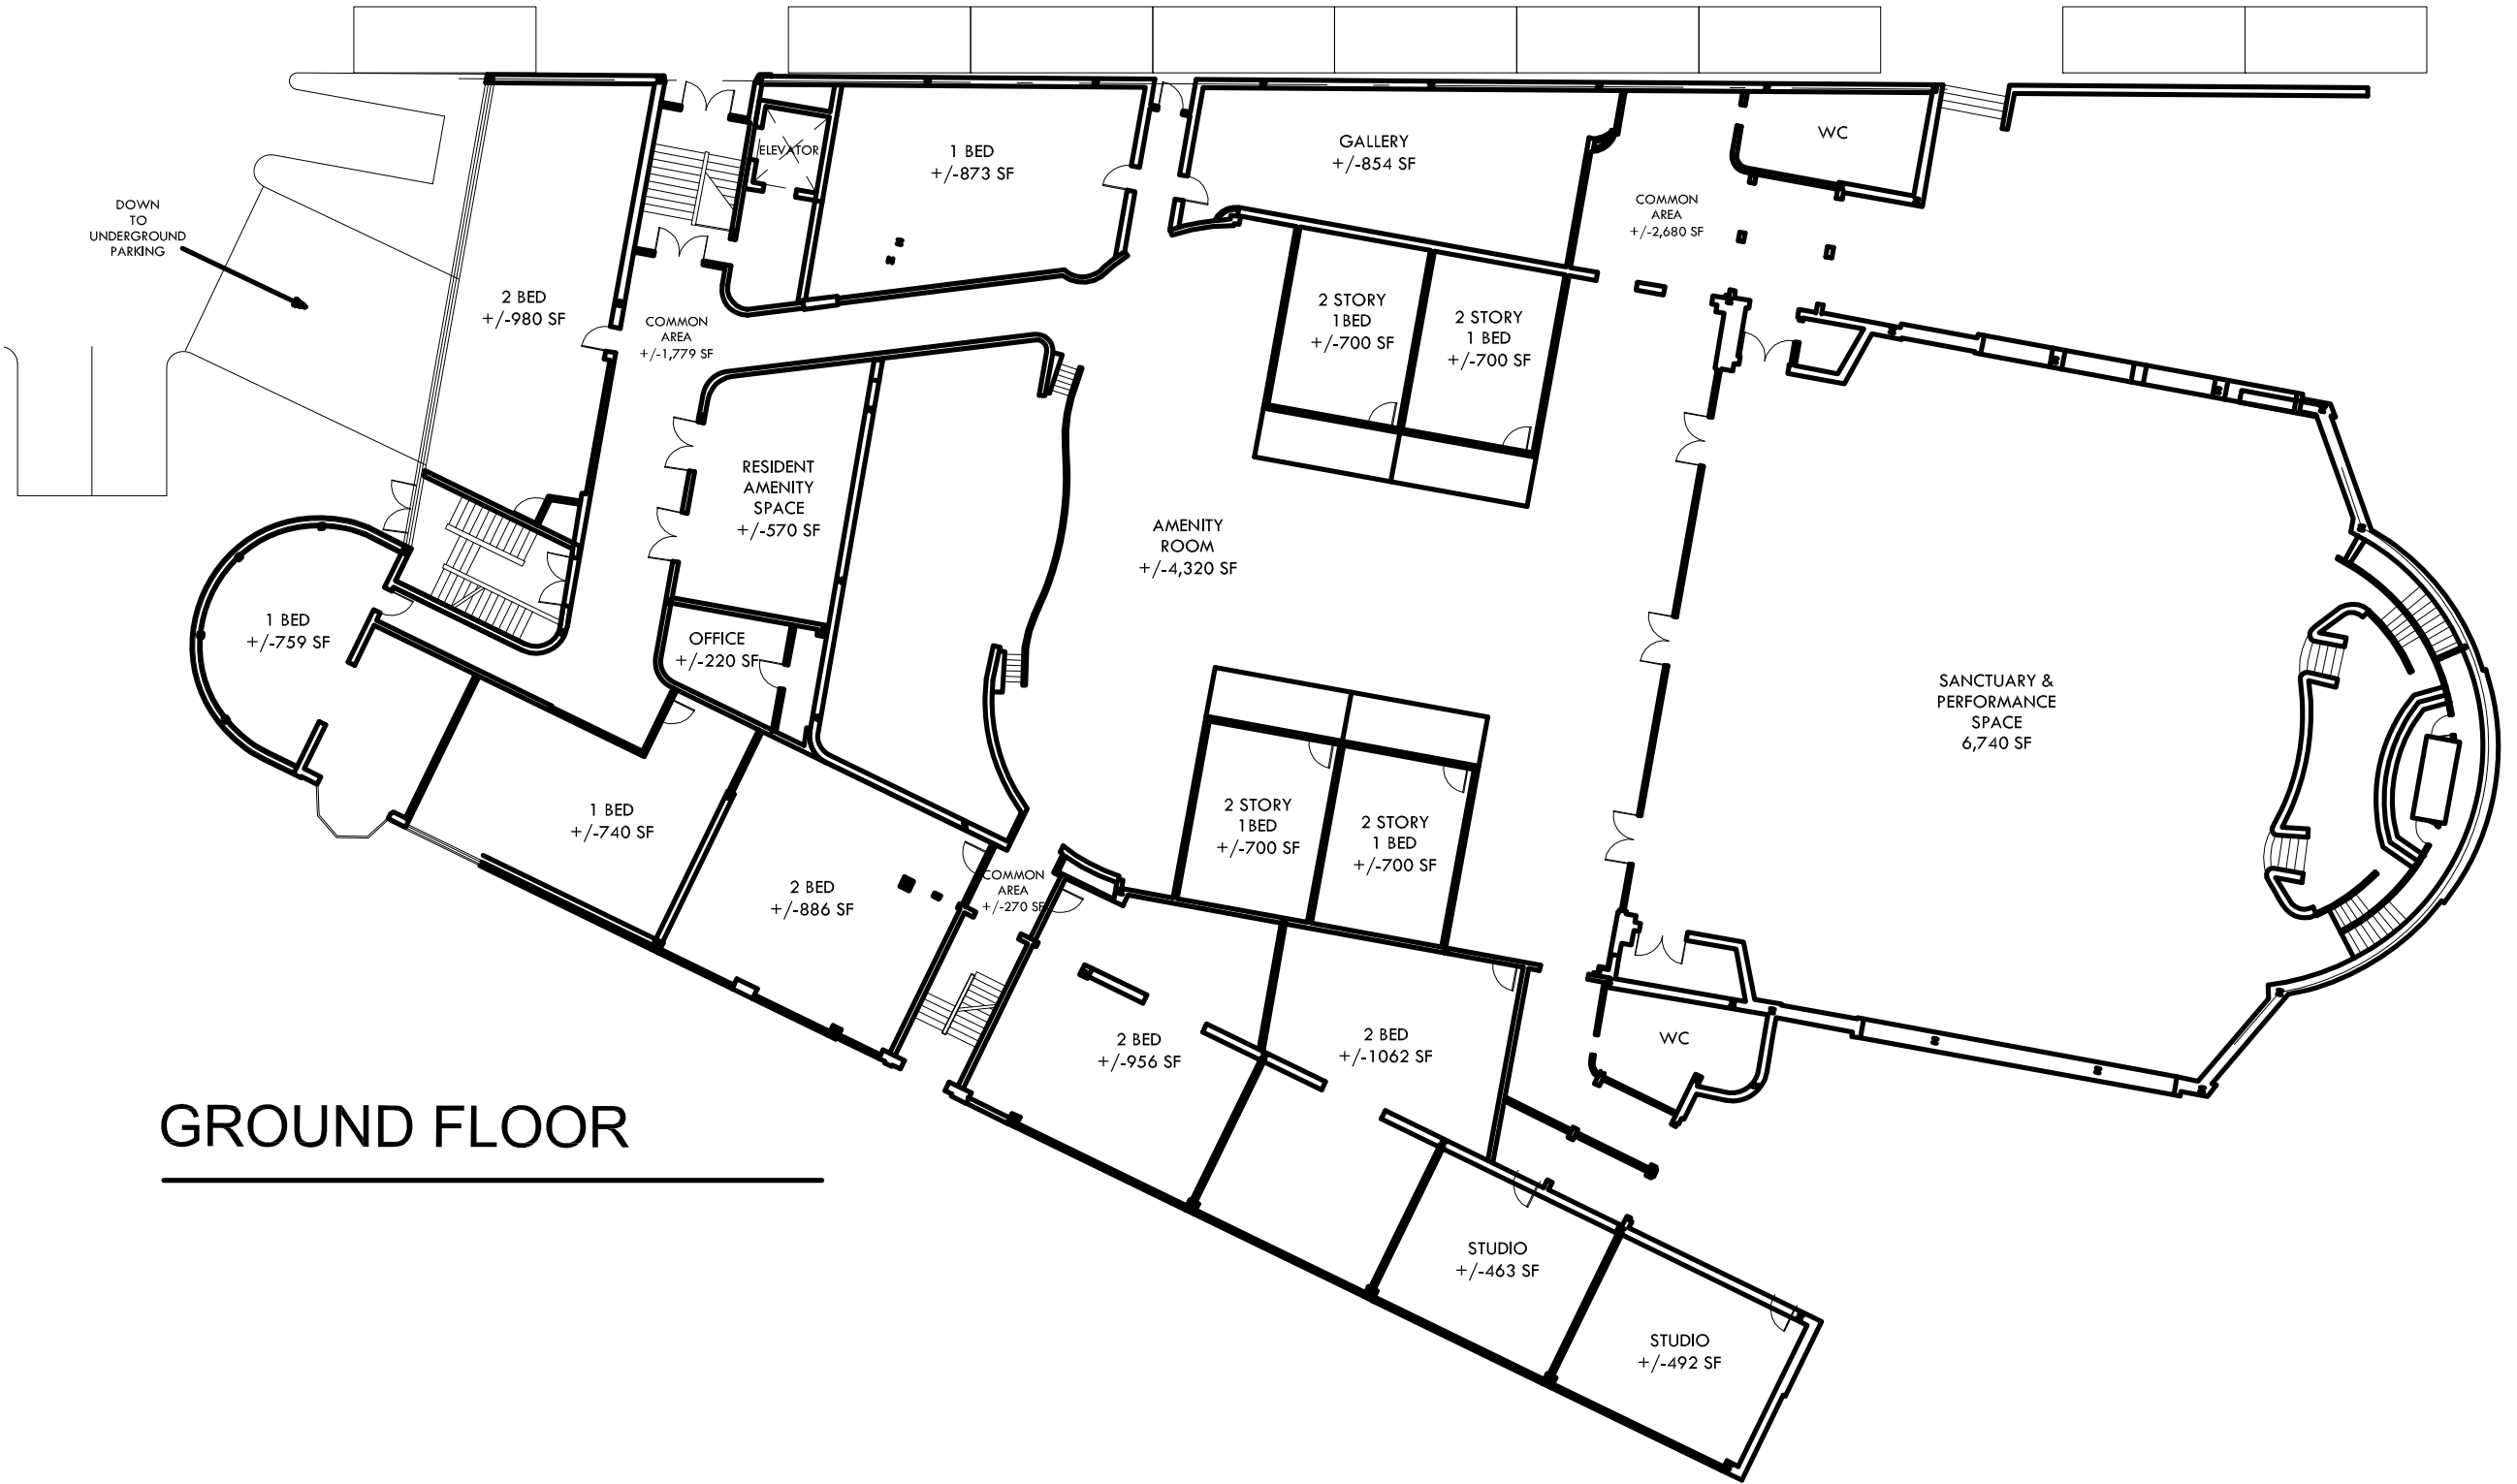 WC
GALLERY
+/-854 SF
1 BED
+/-873 SF
ELEVATOR
COMMON
AREA
+/-2,680 SF
DOWN
TO
UNDERGROUND
PARKING
2 BED
+/-980 SF
COMMON
AREA
+/-1,779 SF
2 STORY
1BED
+/-700 SF
2 STORY
1 BED
+/-700 SF
RESIDENT
AMENITY
SPACE
+/-570 SF
AMENITY
ROOM
+/-4,320 SF
1 BED
+/-759 SF
OFFICE
+/-220 SF
SANCTUARY &
PERFORMANCE
SPACE
6,740 SF
1 BED
+/-740 SF
2 STORY
1BED
+/-700 SF
2 STORY
1 BED
+/-700 SF
2 BED
+/-886 SF
COMMON
AREA
+/-270 SF
2 BED
+/-956 SF
2 BED
+/-1062 SF
WC
GROUND FLOOR
STUDIO
+/-463 SF
STUDIO
+/-492 SF